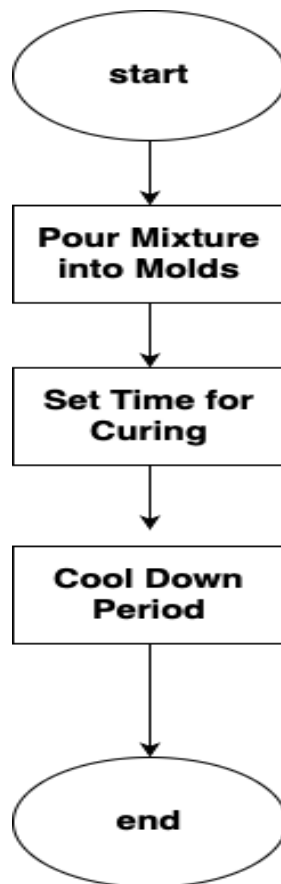 start
Pour Mixture
into Molds
Set Time for
Curing
Cool Down
Period
end